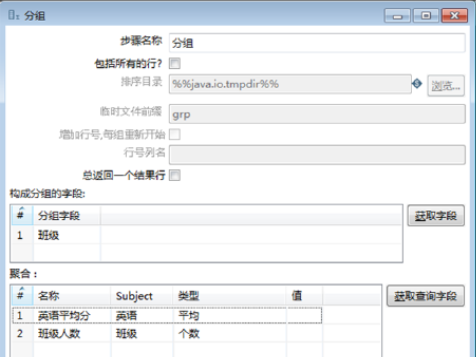 分组
步骤名称 分组
包括所有的行?
排序目录 %%java.io.tmpdir%% 浏览...
临时文件前缀 grp
增加行号,每组重新开始
行号列名
总返回一个结果行
构成分组的字段:
# 分组字段 获取字段
1 班级
聚合:
# 名称 Subject 类型 值 获取查询字段
1 英语平均分 英语 平均
2 班级人数 班级 个数